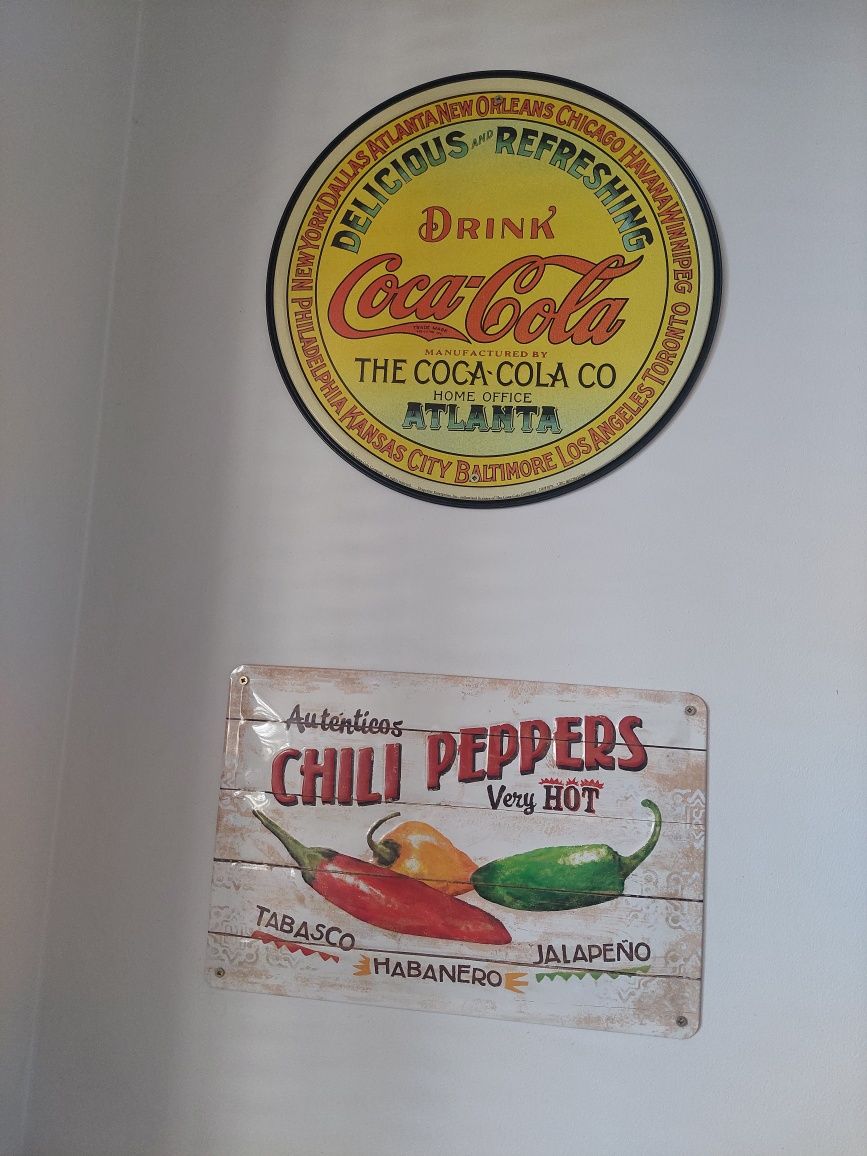 NEW YORK DALLAS ATLANTA NEW ORLEANS CHICAGO HAVANA WINNIPEG TORONTO LOS ANGELES BALTIMORE KANSAS CITY PHILADELPHIA
DELICIOUS AND REFRESHING
DRINK
Coca-Cola
TRADE MARK
MANUFACTURED BY
THE COCA-COLA CO
HOME OFFICE
ATLANTA
Auténticos
CHILI PEPPERS
Very HOT
TABASCO
HABANERO
JALAPEÑO